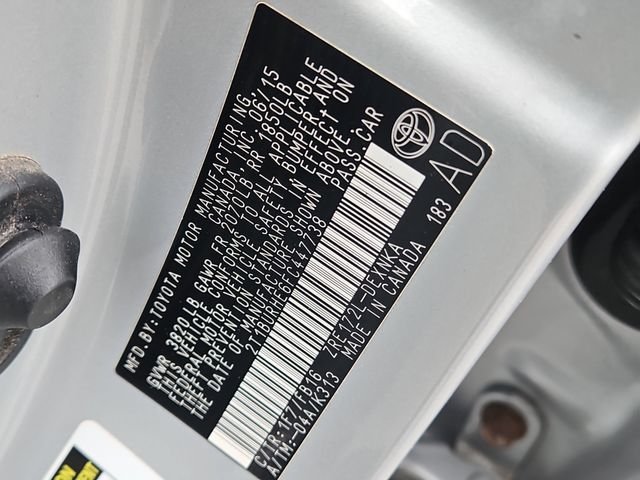 MFD. BY:TOYOTA MOTOR MANUFACTURING
CANADA, INC. 06/15
GVWR 3820 LB GAWR FR 2070LB RR 1850LB
THIS VEHICLE CONFORMS TO ALL APPLICABLE
FEDERAL MOTOR VEHICLE SAFETY, BUMPER AND
THEFT PREVENTION STANDARDS IN EFFECT ON
THE DATE OF MANUFACTURE SHOWN ABOVE.
PASS.CAR
C/TR:1F7/FB16 ZRE172L-DEXNKA
A/TM:-04A/K313 MADE IN CANADA
183
AD